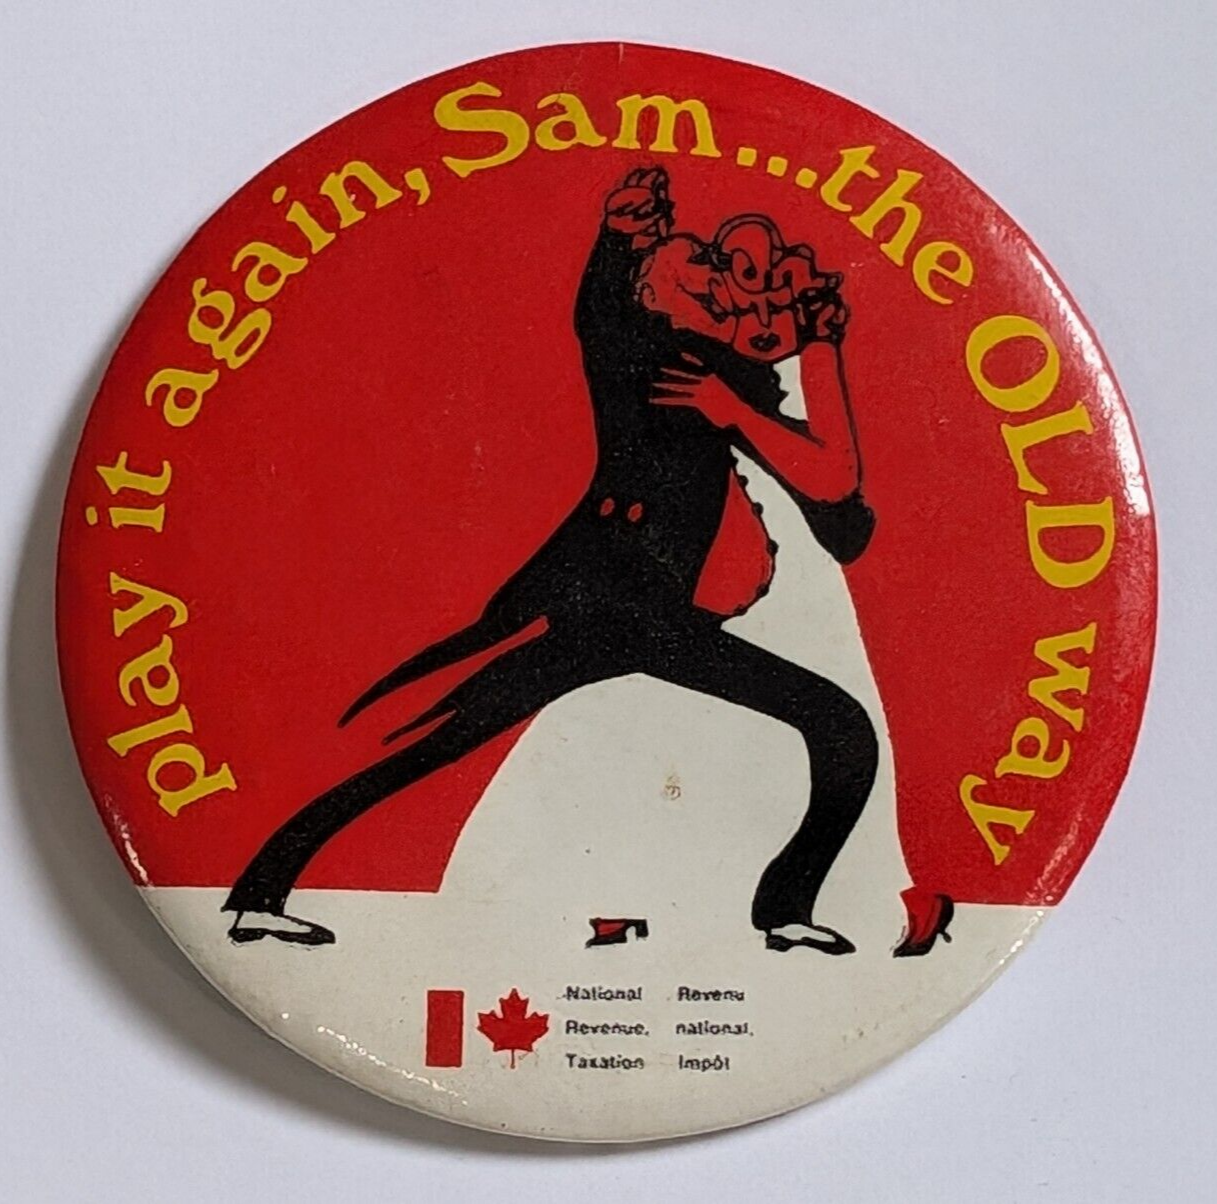 play it again, Sam...the OLD way
National Revenue, Taxation
Revenu national, Impôt